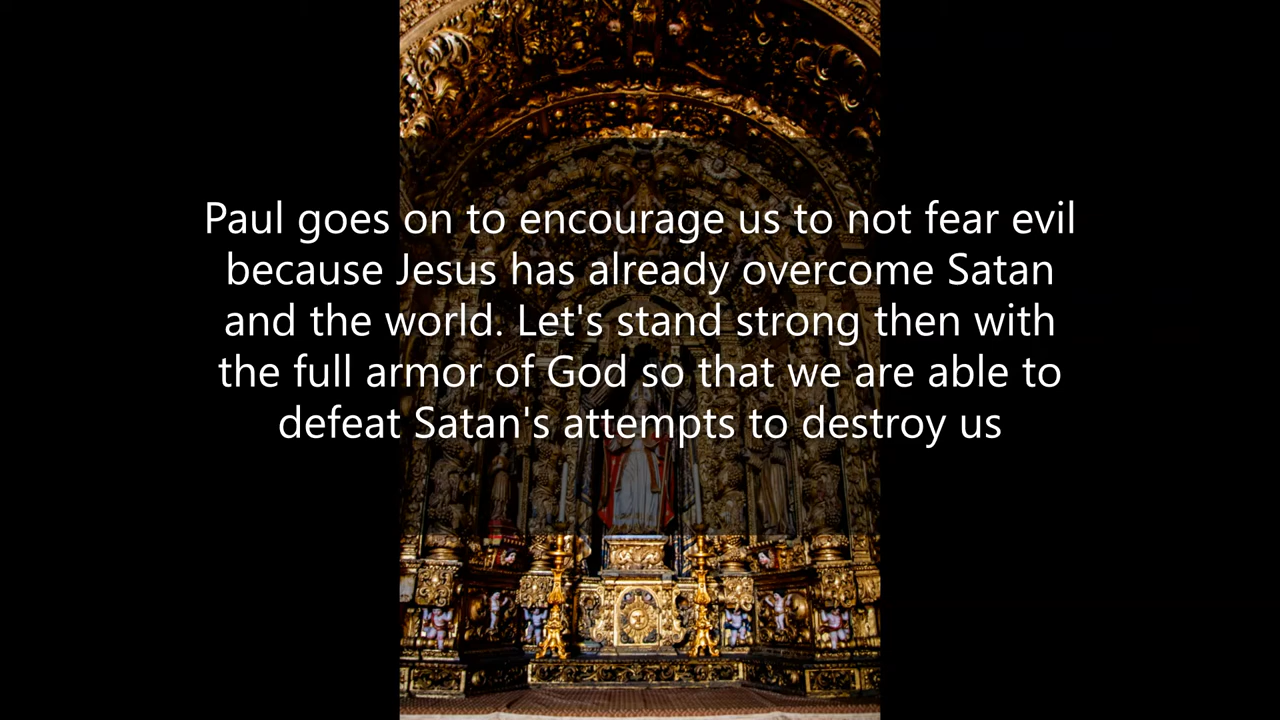 Paul goes on to encourage us to not fear evil
because Jesus has already overcome Satan
and the world. Let's stand strong then with
the full armor of God so that we are able to
defeat Satan's attempts to destroy us